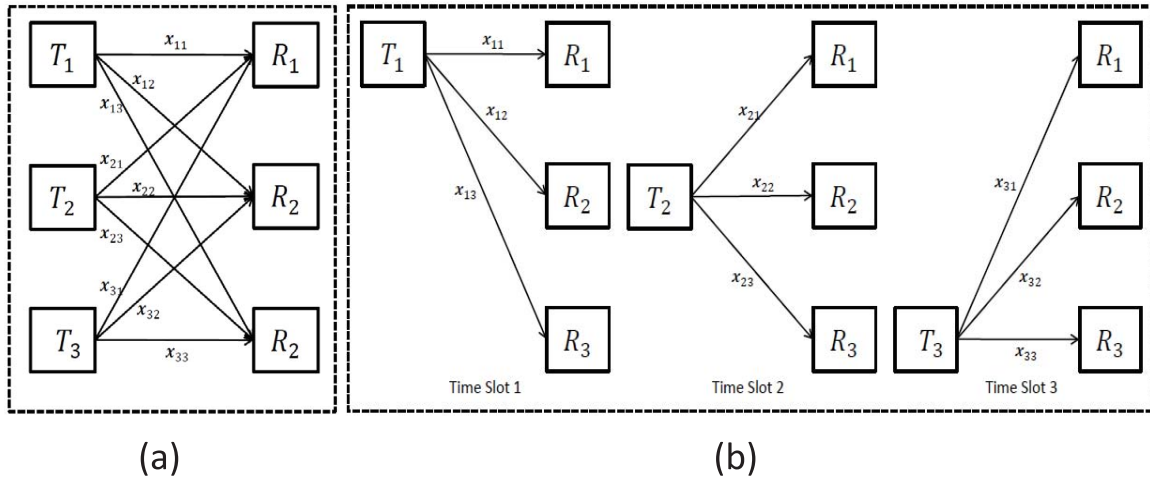 T1 x11 R1
x12
x13
x21
T2 x22 R2
x23
x31
x32
T3 x33 R2
(a)
T1 x11 R1
x12
x13
R2
R3
Time Slot 1
R1
x21
T2 x22 R2
x23
R3
Time Slot 2
R1
x31
R2
x32
T3 x33 R3
Time Slot 3
(b)